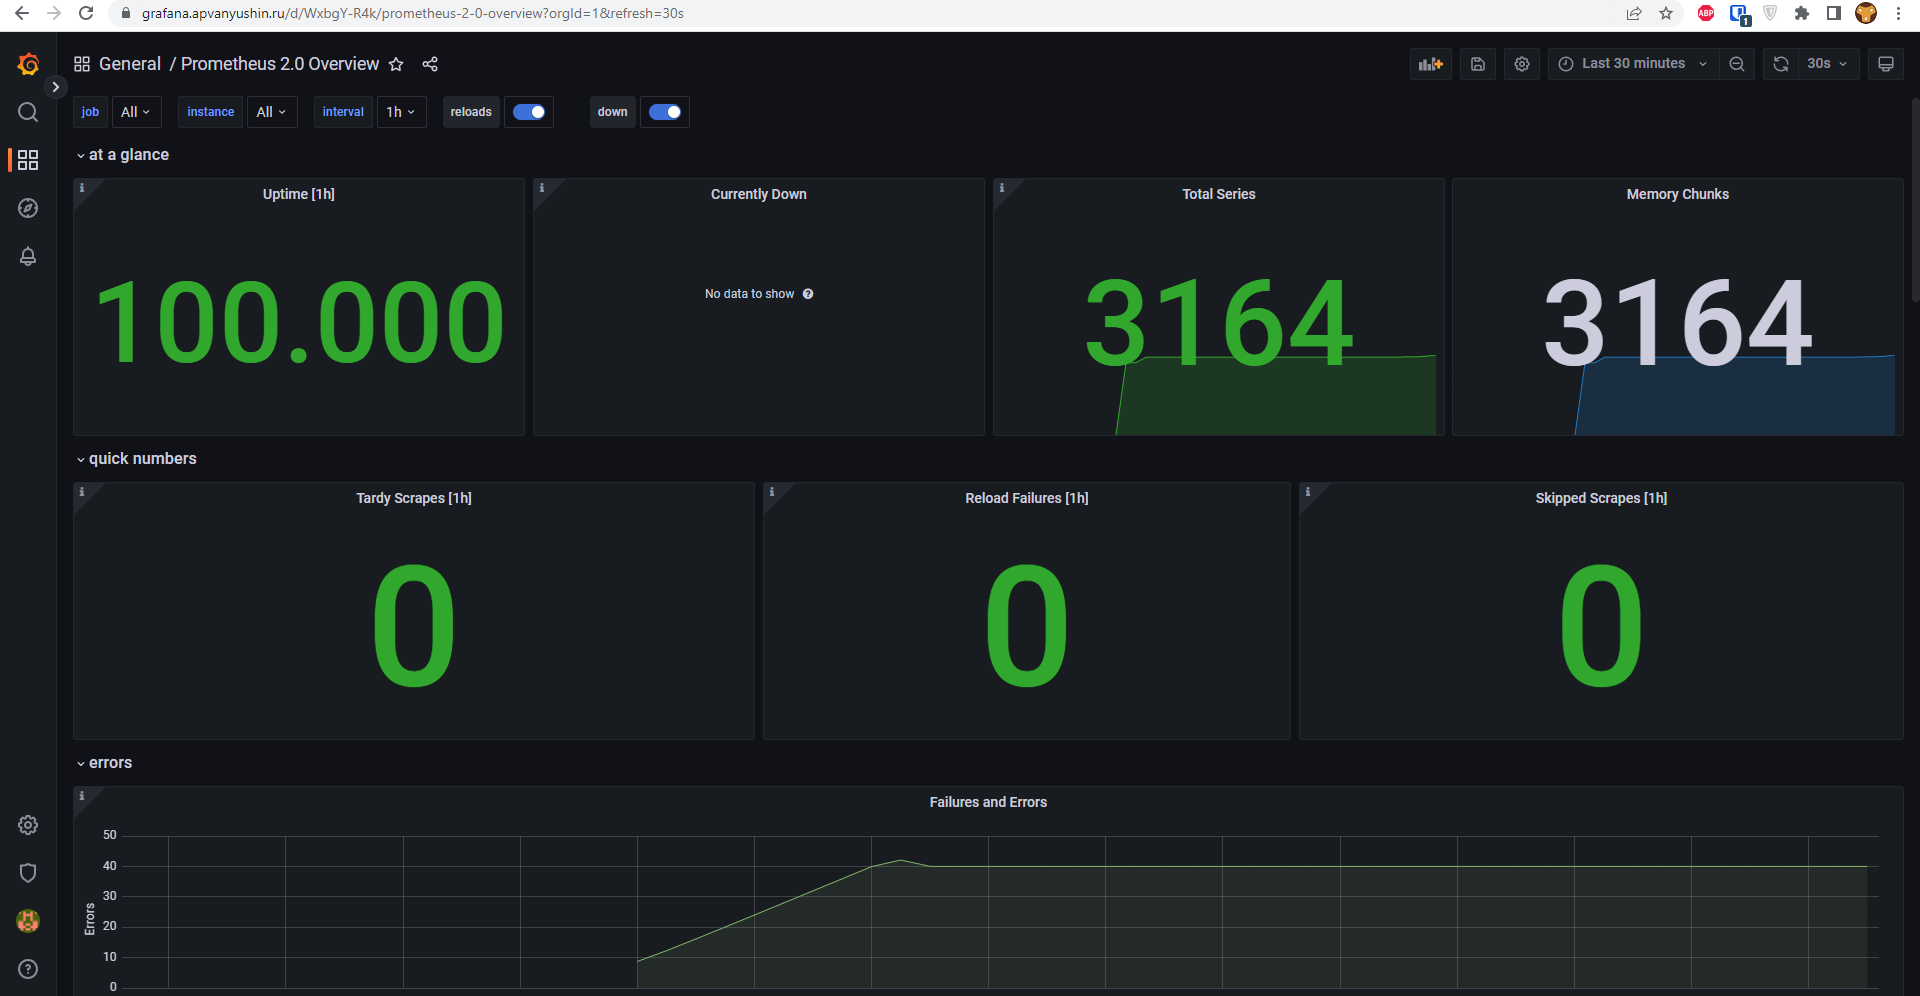 grafana.apvanyushin.ru/d/WxbgY-R4k/prometheus-2-0-overview?orgId=1&refresh=30s
ABP
1
General / Prometheus 2.0 Overview
Last 30 minutes
30s
job All instance All interval 1h reloads down
at a glance
Uptime [1h]
Currently Down
Total Series
Memory Chunks
100.000
No data to show
3164
3164
quick numbers
Tardy Scrapes [1h]
Reload Failures [1h]
Skipped Scrapes [1h]
0
0
0
errors
Failures and Errors
Errors
50
40
30
20
10
0